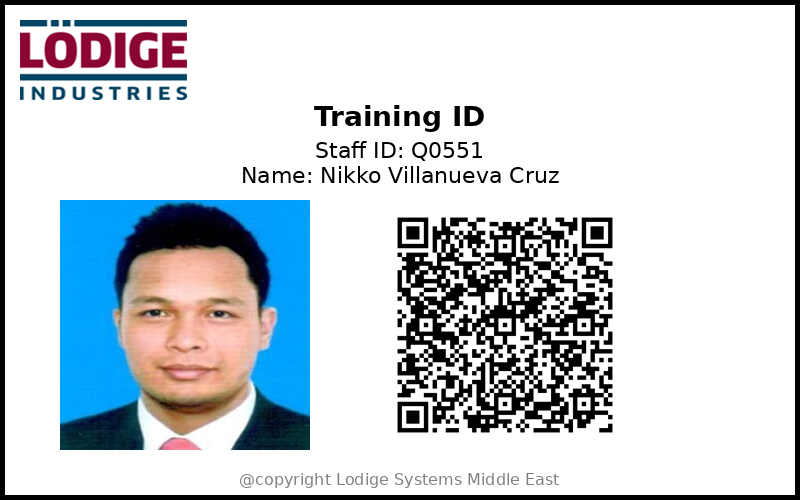 LÖDIGE
INDUSTRIES
Training ID
Staff ID: Q0551
Name: Nikko Villanueva Cruz
@copyright Lodige Systems Middle East